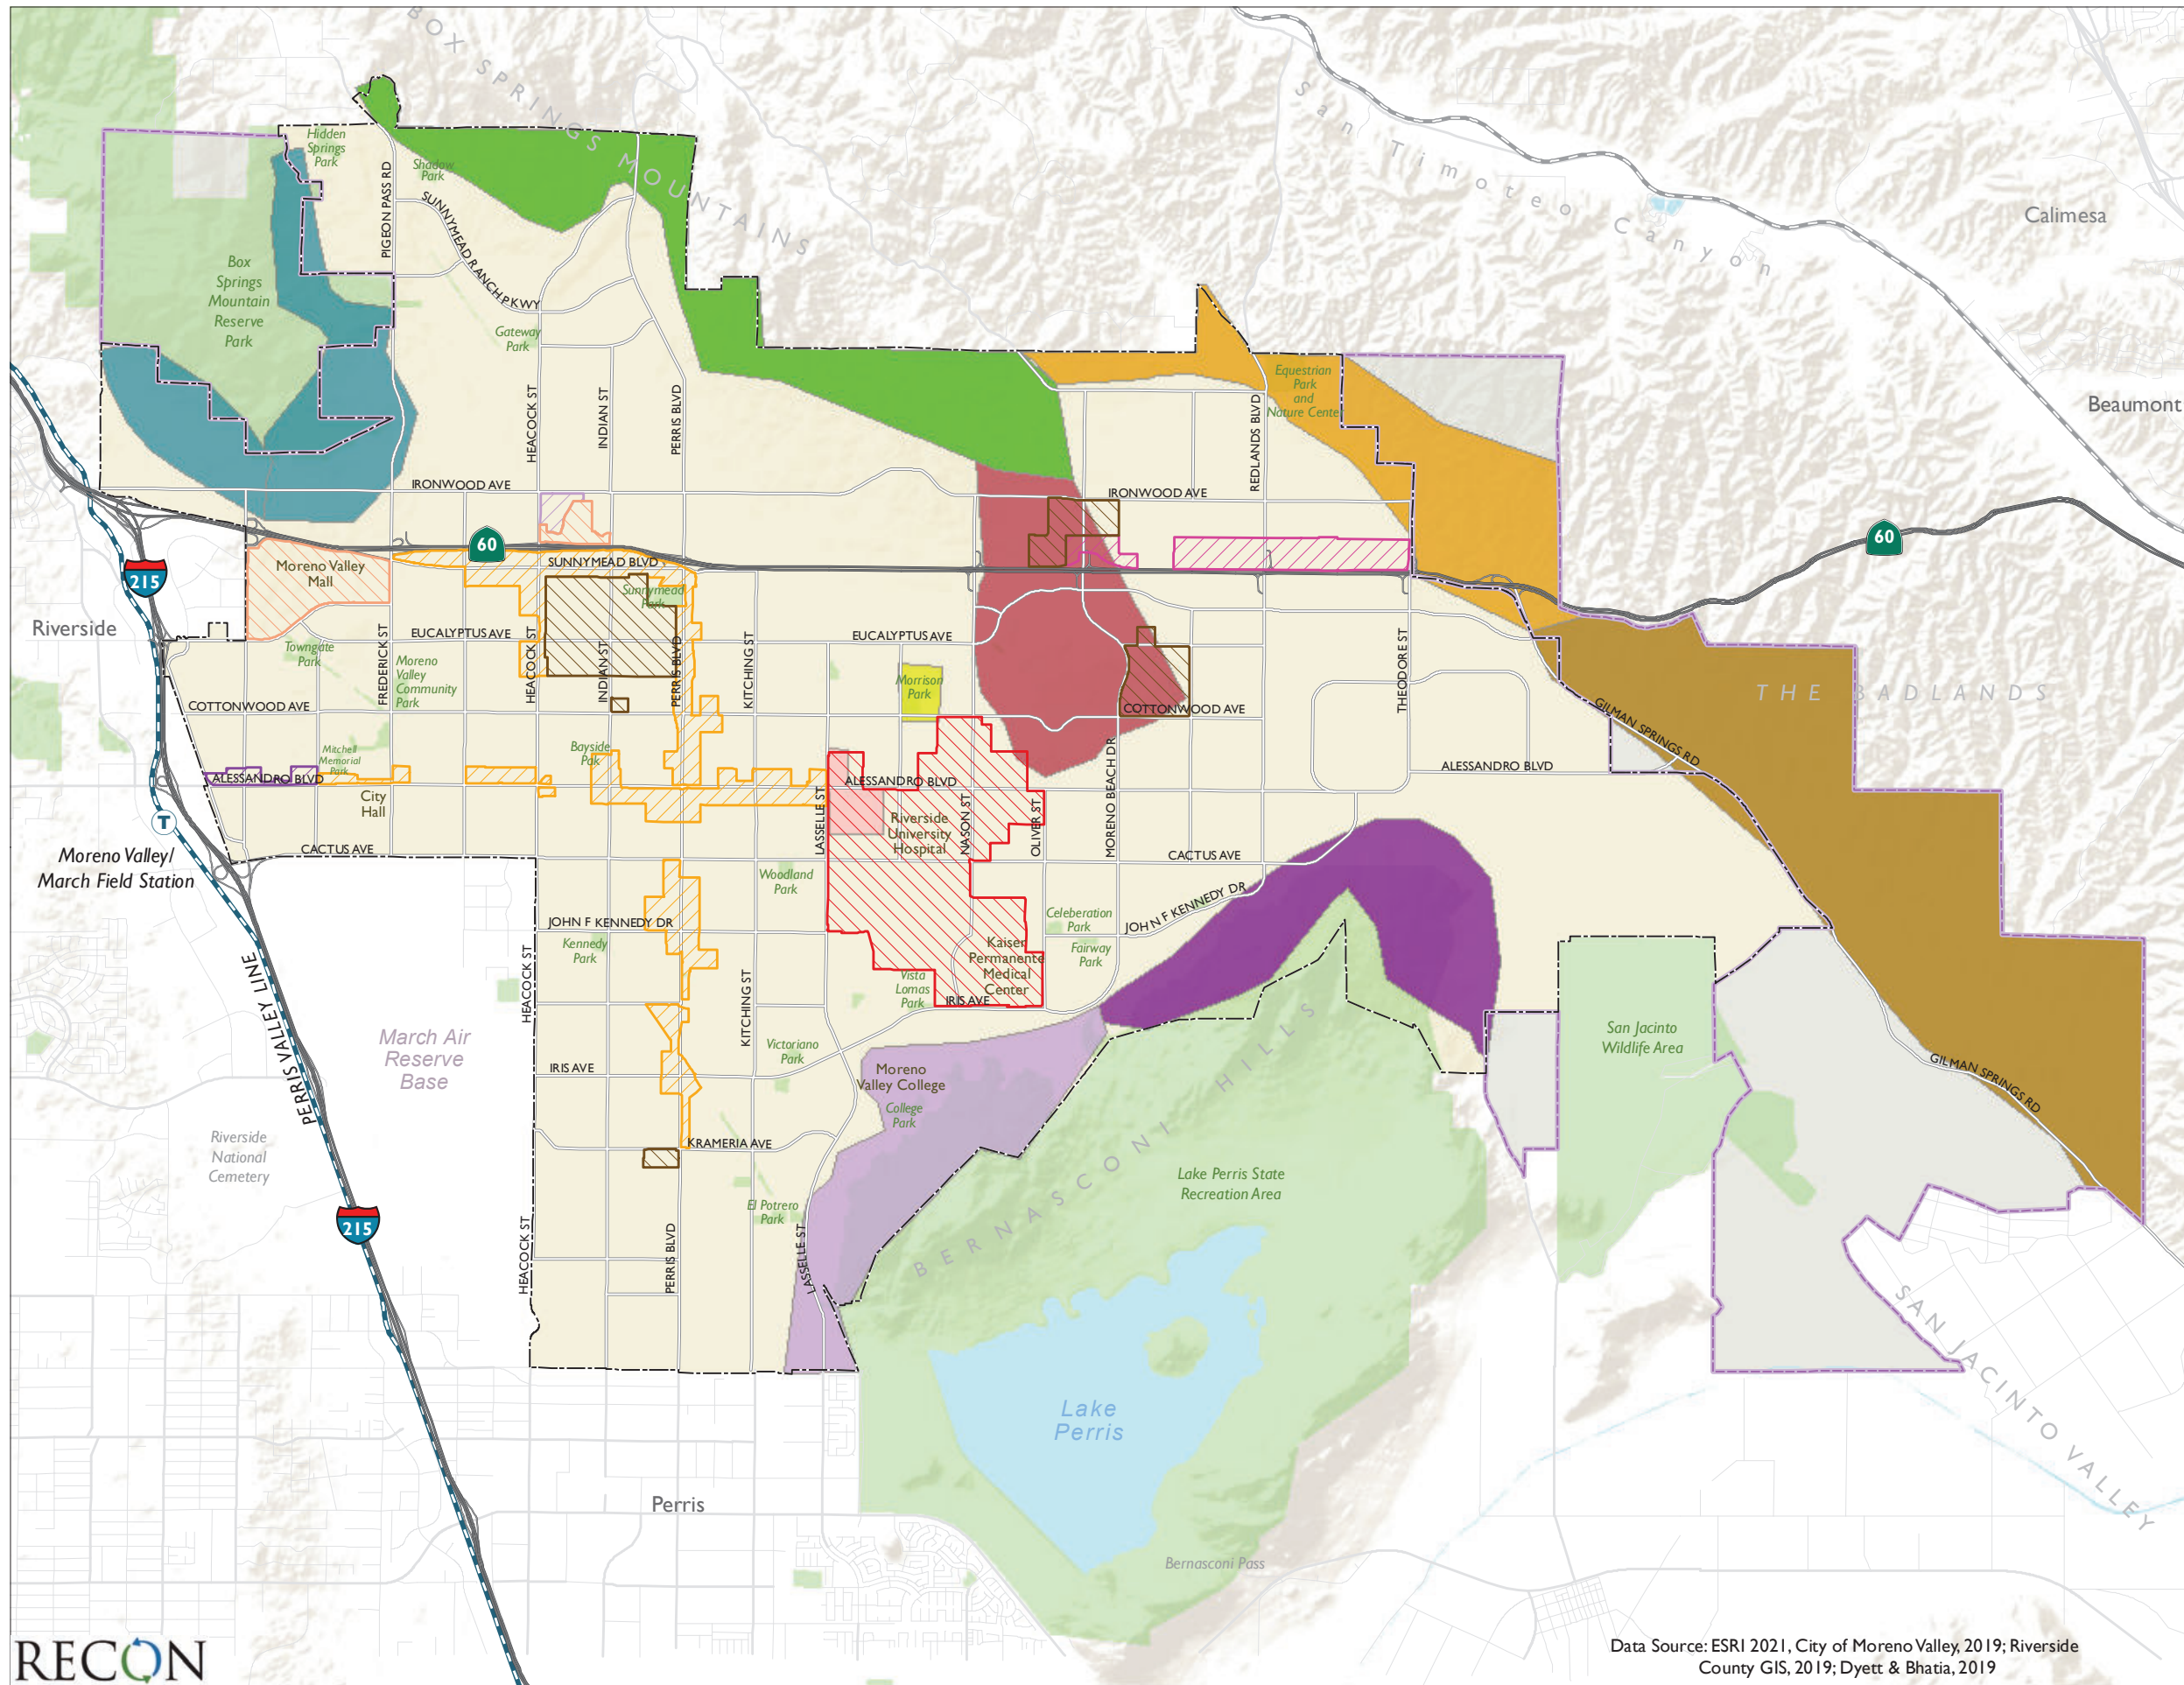 BOX SPRINGS MOUNTAINS
San Timoteo Canyon
Calimesa
Beaumont
Hidden
Springs
Park
Shadow
Park
PIGEON PASS RD
SUNNYMEAD RANCH PKWY
Box
Springs
Mountain
Reserve
Park
Gateway
Park
Equestrian
Park
and
Nature Center
HEACOCK ST
INDIAN ST
PERRIS BLVD
REDLANDS BLVD
IRONWOOD AVE
IRONWOOD AVE
60
60
215
SUNNYMEAD BLVD
Moreno Valley
Mall
Sunnymead
Park
Riverside
EUCALYPTUS AVE
EUCALYPTUS AVE
Towngate
Park
FREDERICK ST
Moreno
Valley
Community
Park
HEACOCK ST
INDIAN ST
PERRIS BLVD
KITCHING ST
Morrison
Park
THEODORE ST
THE BADLANDS
COTTONWOOD AVE
COTTONWOOD AVE
GILMAN SPRINGS RD
Mitchell
Memorial
Park
Bayside
Pak
ALESSANDRO BLVD
ALESSANDRO BLVD
ALESSANDRO BLVD
City
Hall
LASSELLE ST
Riverside
University
Hospital
NASON ST
OLIVER ST
MORENO BEACH DR
T
Moreno Valley/
March Field Station
CACTUS AVE
CACTUS AVE
Woodland
Park
JOHN F KENNEDY DR
JOHN F KENNEDY DR
Kennedy
Park
Celeberation
Park
Fairway
Park
Kaiser
Permanente
Medical
Center
Vista
Lomas
Park
IRIS AVE
HEACOCK ST
KITCHING ST
PERRIS VALLEY LINE
March Air
Reserve
Base
Victoriano
Park
IRIS AVE
Moreno
Valley College
College
Park
San Jacinto
Wildlife Area
GILMAN SPRINGS RD
Riverside
National
Cemetery
KRAMERIA AVE
BERNASCONI HILLS
Lake Perris State
Recreation Area
El Potrero
Park
215
HEACOCK ST
PERRIS BLVD
LASSELLE ST
SAN JACINTO VALLEY
Lake
Perris
Perris
Bernasconi Pass
RECON
Data Source: ESRI 2021, City of Moreno Valley, 2019; Riverside
County GIS, 2019; Dyett & Bhatia, 2019